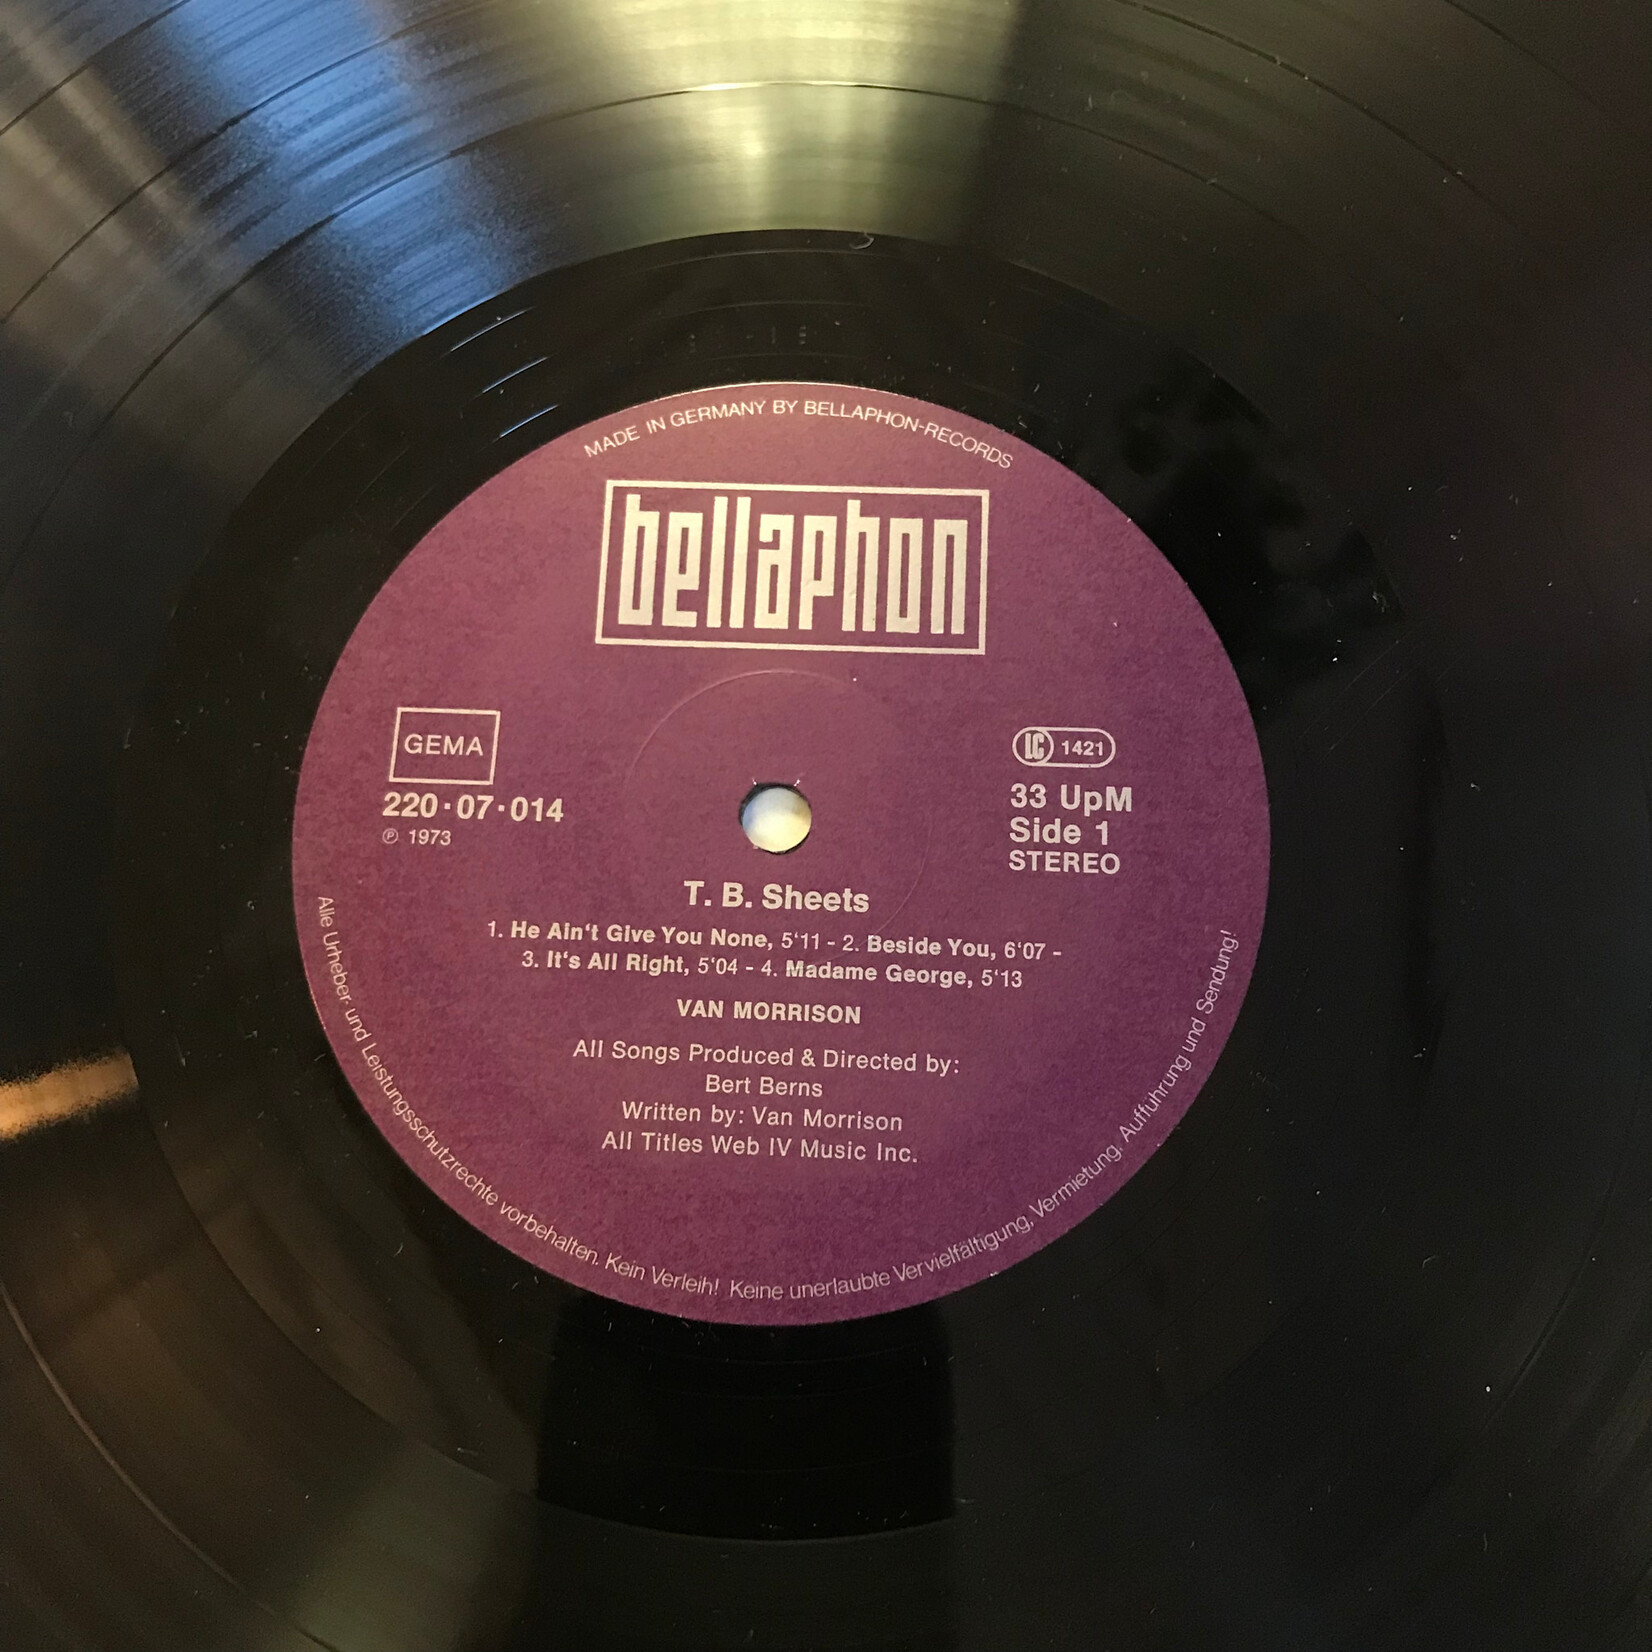 MADE IN GERMANY BY BELLAPHON-RECORDS
bellaphon
GEMA
220·07·014
℗ 1973
LC 1421
33 UpM
Side 1
STEREO
T. B. Sheets
1. He Ain‘t Give You None, 5‘11 - 2. Beside You, 6‘07 -
3. It‘s All Right, 5‘04 - 4. Madame George, 5‘13
VAN MORRISON
All Songs Produced & Directed by:
Bert Berns
Written by: Van Morrison
All Titles Web IV Music Inc.
Alle Urheber- und Leistungsschutzrechte vorbehalten. Kein Verleih! Keine unerlaubte Vervielfältigung, Vermietung, Aufführung und Sendung!